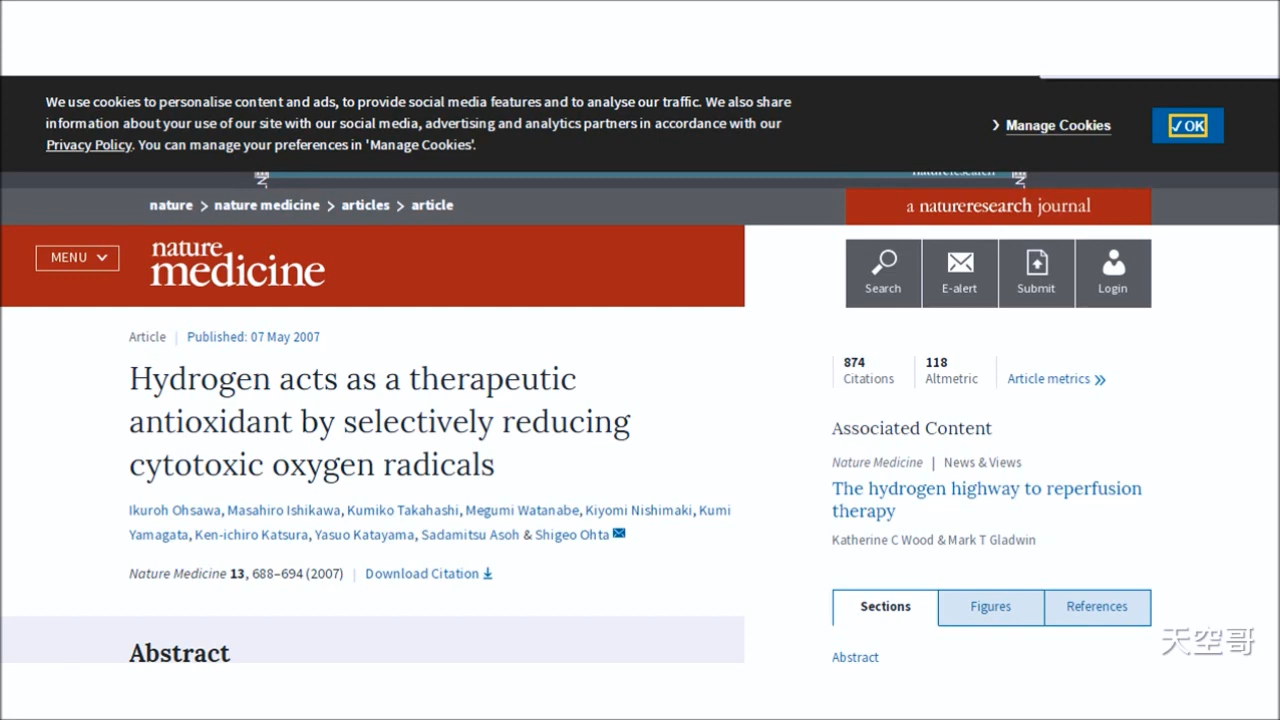 We use cookies to personalise content and ads, to provide social media features and to analyse our traffic. We also share
information about your use of our site with our social media, advertising and analytics partners in accordance with our
Privacy Policy. You can manage your preferences in 'Manage Cookies'.
Manage Cookies
✓OK
natureresearch
nature > nature medicine > articles > article
a natureresearch journal
MENU
nature
medicine
Search
E-alert
Submit
Login
Article | Published: 07 May 2007
Hydrogen acts as a therapeutic
antioxidant by selectively reducing
cytotoxic oxygen radicals
Ikuroh Ohsawa, Masahiro Ishikawa, Kumiko Takahashi, Megumi Watanabe, Kiyomi Nishimaki, Kumi
Yamagata, Ken-ichiro Katsura, Yasuo Katayama, Sadamitsu Asoh & Shigeo Ohta
Nature Medicine 13, 688–694 (2007) | Download Citation
Abstract
874
Citations
118
Altmetric
Article metrics
Associated Content
Nature Medicine | News & Views
The hydrogen highway to reperfusion
therapy
Katherine C Wood & Mark T Gladwin
Sections
Figures
References
Abstract
天空哥